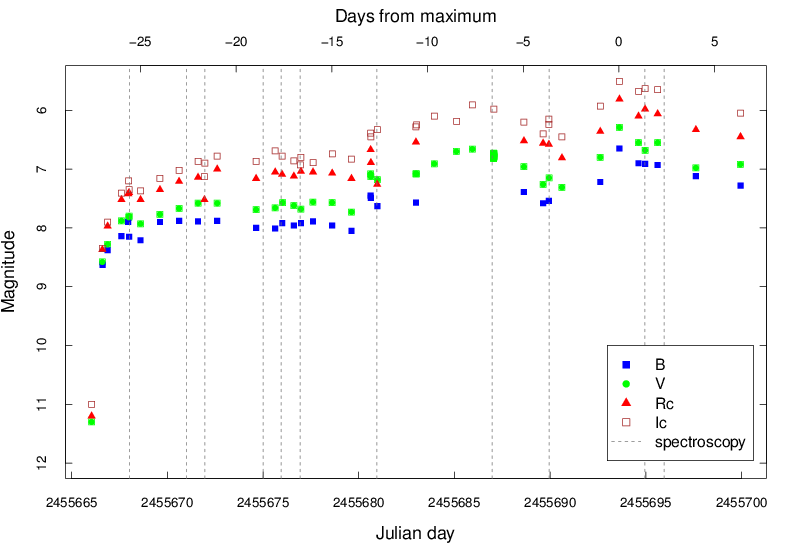 Days from maximum
−25 −20 −15 −10 −5 0 5
6
7
8
9
10
11
12
Magnitude
B
V
Rc
Ic
spectroscopy
2455665 2455670 2455675 2455680 2455685 2455690 2455695 2455700
Julian day